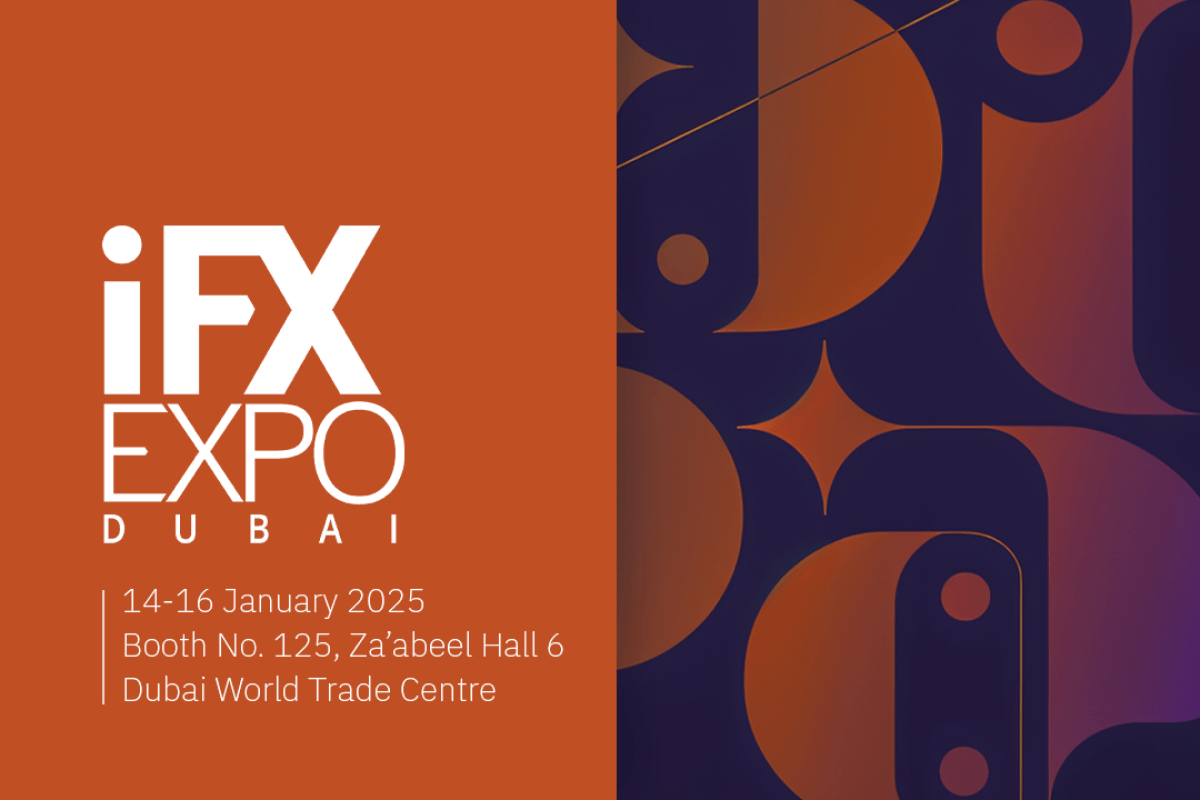 iFX
EXPO
DUBAI
14-16 January 2025
Booth No. 125, Za’abeel Hall 6
Dubai World Trade Centre